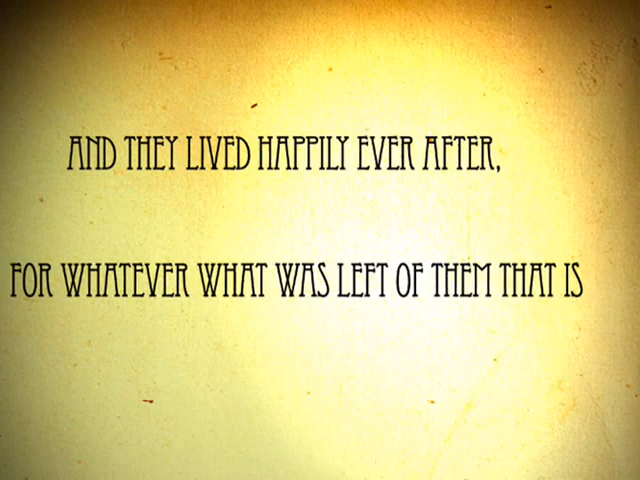 AND THEY LIVED HAPPILY EVER AFTER,
FOR WHATEVER WHAT WAS LEFT OF THEM THAT IS